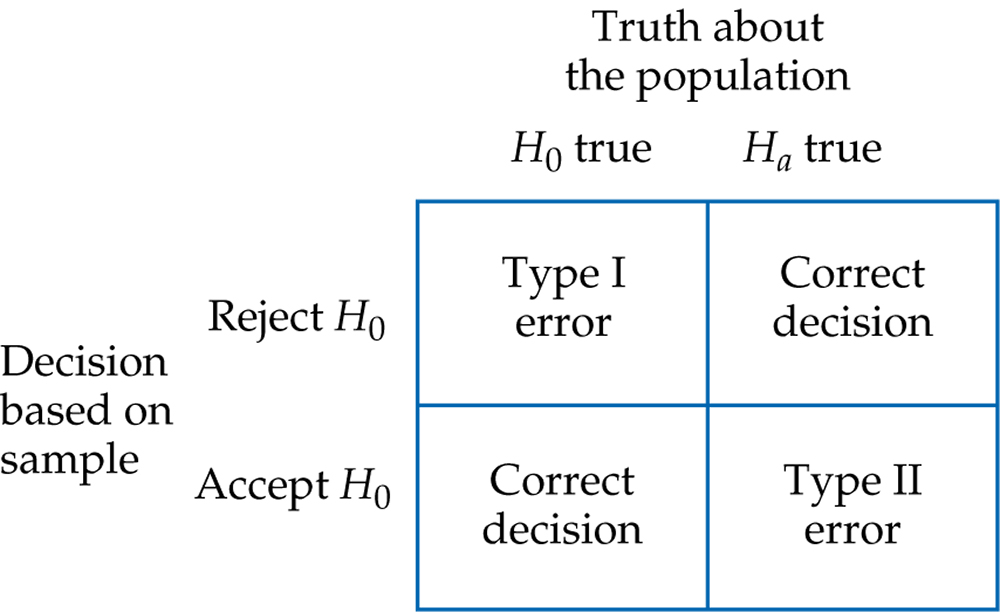 Truth about
the population
H0 true
Ha true
Decision
based on
sample
Reject H0
Type I
error
Correct
decision
Accept H0
Correct
decision
Type II
error